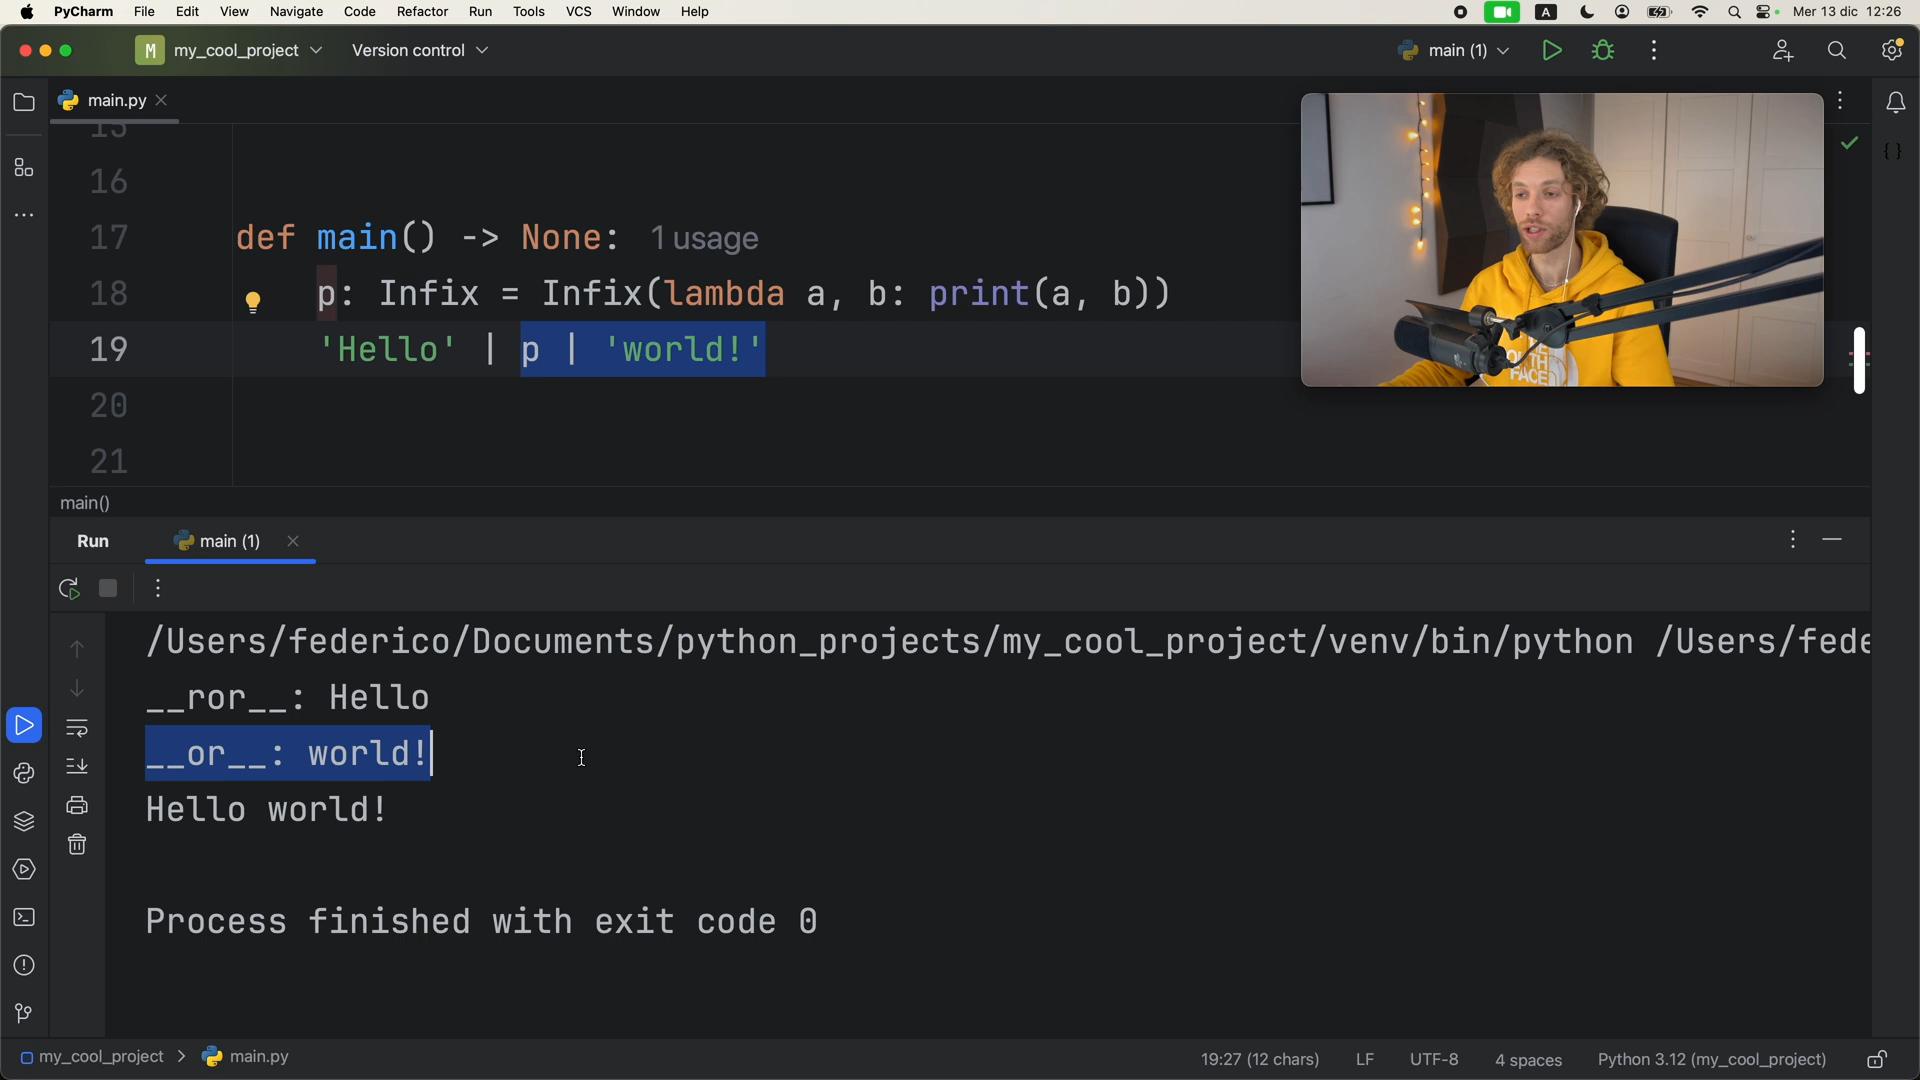 PyCharm File Edit View Navigate Code Refactor Run Tools VCS Window Help A Mer 13 dic 12:26
M my_cool_project Version control main (1)
main.py
15
16
17 def main() -> None: 1 usage
18 p: Infix = Infix(lambda a, b: print(a, b))
19 'Hello' | p | 'world!'
20
21
THE NORTH FACE
main()
Run main (1)
/Users/federico/Documents/python_projects/my_cool_project/venv/bin/python /Users/fede
__ror__: Hello
__or__: world!
Hello world!
Process finished with exit code 0
my_cool_project > main.py 19:27 (12 chars) LF UTF-8 4 spaces Python 3.12 (my_cool_project)